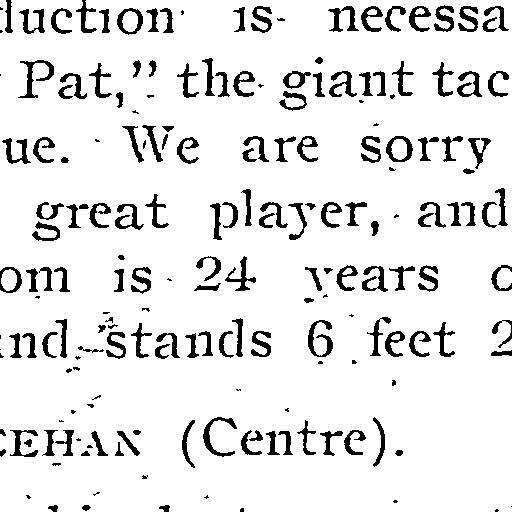 duction is necessa
Pat," the giant tac
ue. We are sorry
great player, and
om is 24 years o
and stands 6 feet 2
EEHAN (Centre).